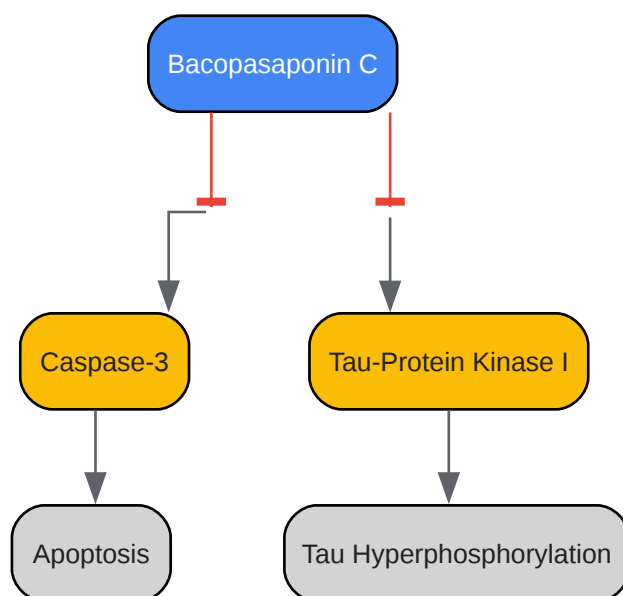 Bacopasaponin C
Caspase-3
Tau-Protein Kinase I
Apoptosis
Tau Hyperphosphorylation